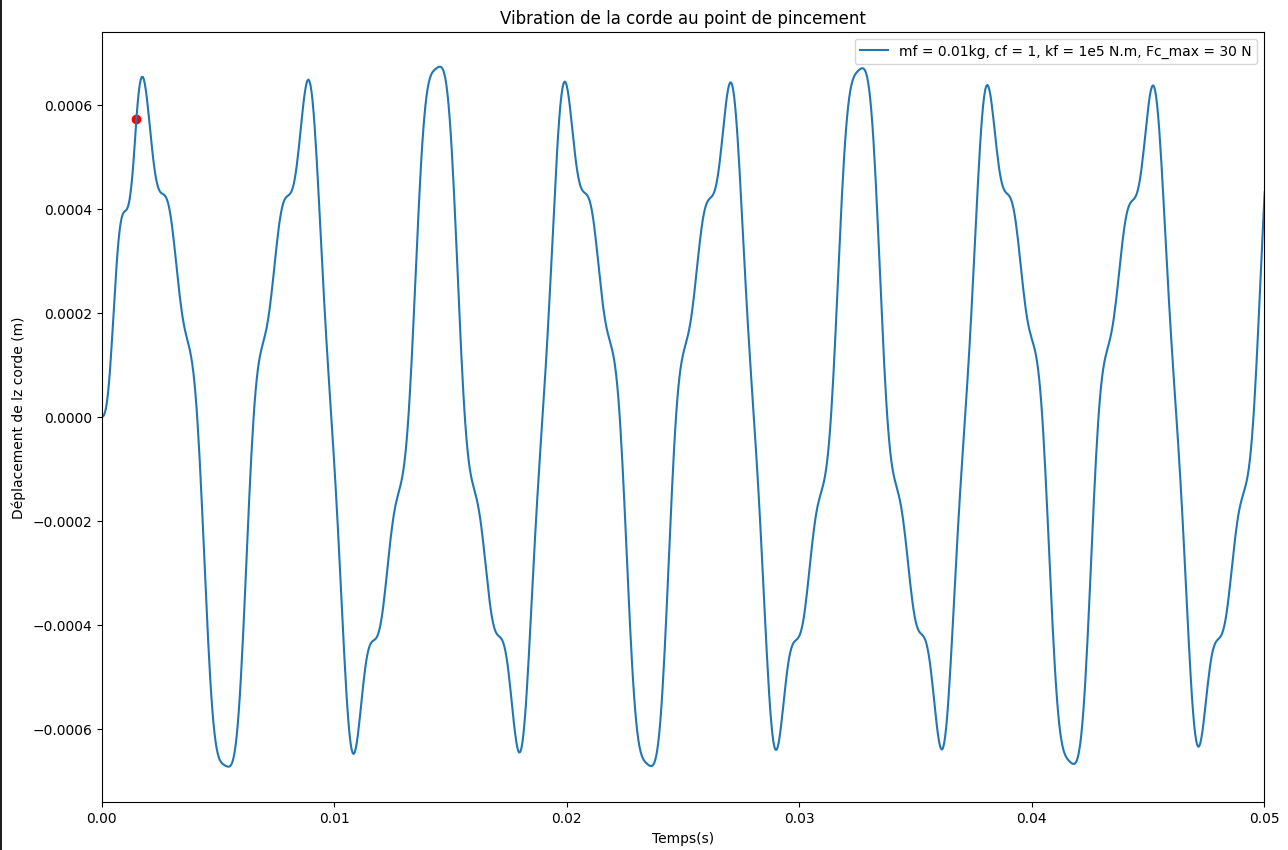 Vibration de la corde au point de pincement
mf = 0.01kg, cf = 1, kf = 1e5 N.m, Fc_max = 30 N
0.0006
0.0004
0.0002
0.0000
−0.0002
−0.0004
−0.0006
Déplacement de lz corde (m)
0.00 0.01 0.02 0.03 0.04 0.05
Temps(s)